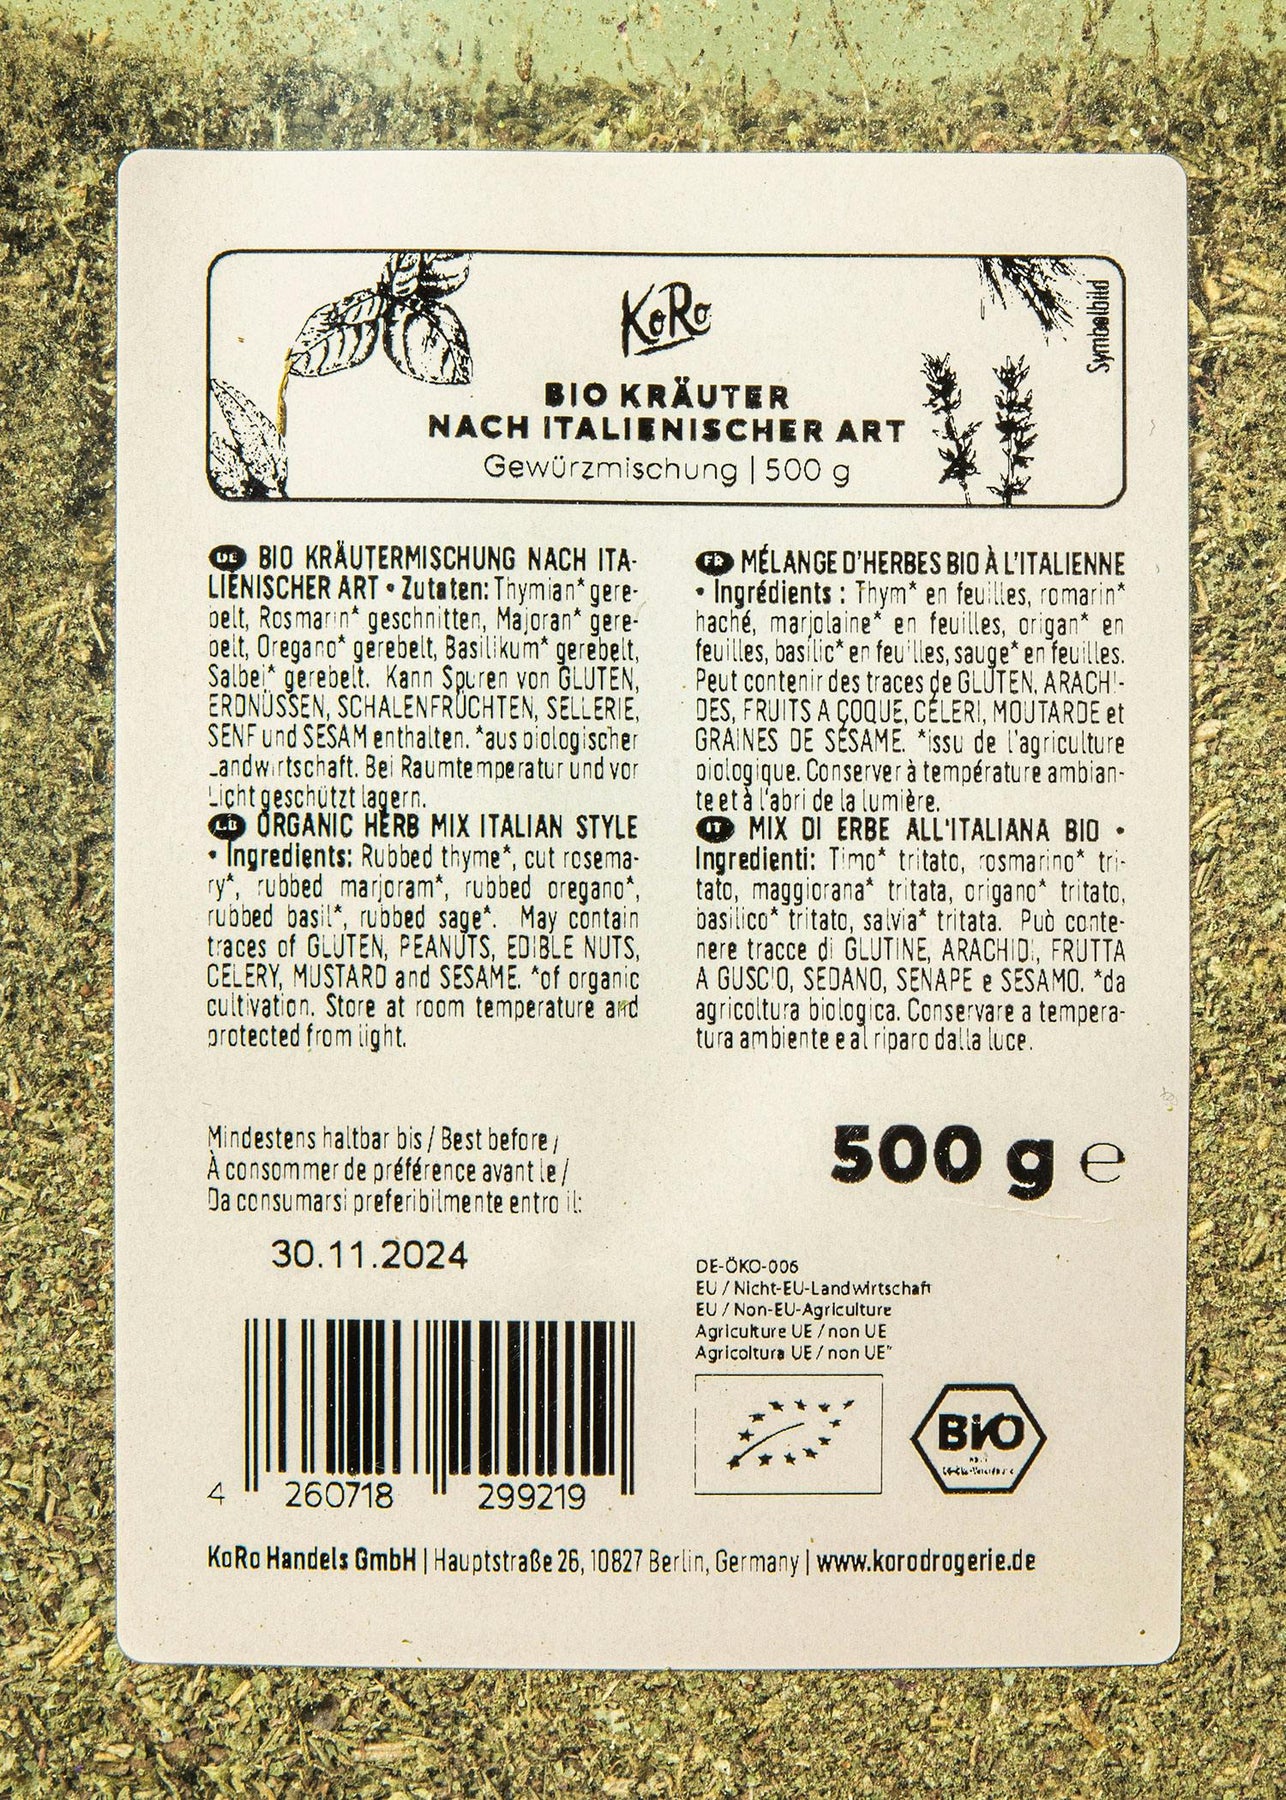 KoRo
Symbolbild
BIO KRÄUTER
NACH ITALIENISCHER ART
Gewürzmischung | 500 g
DE BIO KRÄUTERMISCHUNG NACH ITA-
LIENISCHER ART • Zutaten: Thymian* gere-
belt, Rosmarin* geschnitten, Majoran* gere-
belt, Oregano* gerebelt, Basilikum* gerebelt,
Salbei* gerebelt. Kann Spuren von GLUTEN,
ERDNÜSSEN, SCHALENFRÜCHTEN, SELLERIE,
SENF und SESAM enthalten. *aus biologischer
Landwirtschaft. Bei Raumtemperatur und vor
Licht geschützt lagern.
GB ORGANIC HERB MIX ITALIAN STYLE
• Ingredients: Rubbed thyme*, cut rosema-
ry*, rubbed marjoram*, rubbed oregano*,
rubbed basil*, rubbed sage*. May contain
traces of GLUTEN, PEANUTS, EDIBLE NUTS,
CELERY, MUSTARD and SESAME. *of organic
cultivation. Store at room temperature and
protected from light.
FR MÉLANGE D'HERBES BIO À L'ITALIENNE
• Ingrédients : Thym* en feuilles, romarin*
haché, marjolaine* en feuilles, origan* en
feuilles, basilic* en feuilles, sauge* en feuilles.
Peut contenir des traces de GLUTEN, ARACHI-
DES, FRUITS A COQUE, CÉLERI, MOUTARDE et
GRAINES DE SÉSAME. *issu de l'agriculture
biologique. Conserver à température ambian-
te et à l'abri de la lumière.
IT MIX DI ERBE ALL'ITALIANA BIO •
Ingredienti: Timo* tritato, rosmarino* tri-
tato, maggiorana* tritata, origano* tritato,
basilico* tritato, salvia* tritata. Può conte-
nere tracce di GLUTINE, ARACHIDI, FRUTTA
A GUSCIO, SEDANO, SENAPE e SESAMO. *da
agricoltura biologica. Conservare a tempera-
tura ambiente e al riparo dalla luce.
Mindestens haltbar bis / Best before /
À consommer de préférence avant le /
Da consumarsi preferibilmente entro il:
30.11.2024
500 g ℮
DE-ÖKO-006
EU / Nicht-EU-Landwirtschaft
EU / Non-EU-Agriculture
Agriculture UE / non UE
Agricoltura UE / non UE"
4 260718 299219
BIO
KoRo Handels GmbH | Hauptstraße 26, 10827 Berlin, Germany | www.korodrogerie.de